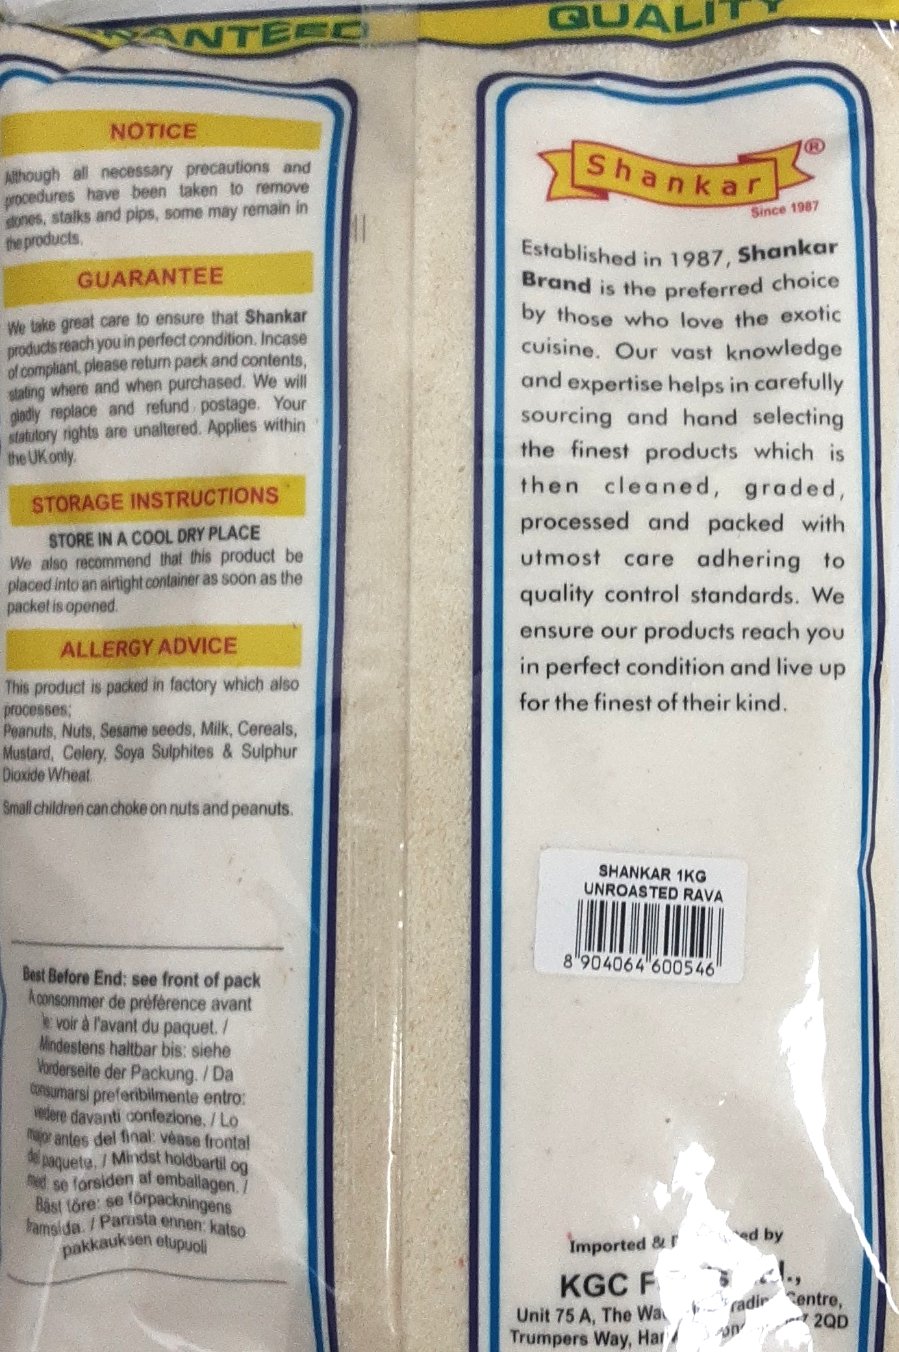 QUALITY
NOTICE
Although all necessary precautions and
procedures have been taken to remove
stones, stalks and pips, some may remain in
the products.
GUARANTEE
We take great care to ensure that Shankar
products reach you in perfect condition. Incase
of compliant, please return pack and contents,
stating where and when purchased. We will
gladly replace and refund postage. Your
statutory rights are unaltered. Applies within
the UK only.
STORAGE INSTRUCTIONS
STORE IN A COOL DRY PLACE
We also recommend that this product be
placed into an airtight container as soon as the
packet is opened.
ALLERGY ADVICE
This product is packed in factory which also
processes;
Peanuts, Nuts, Sesame seeds, Milk, Cereals,
Mustard, Celery, Soya Sulphites & Sulphur
Dioxide Wheat
Small children can choke on nuts and peanuts.
Best Before End: see front of pack
À consommer de préférence avant
le: voir à l'avant du paquet. /
Mindestens haltbar bis: siehe
Vorderseite der Packung. / Da
consumarsi preferibilmente entro:
vedere davanti confezione. / Lo
major antes del final: véase frontal
del paquete. / Mindst holdbartil og
med: se forsiden af emballagen. /
Bäst töre: se förpackningens
framsida. / Parasta ennen: katso
pakkauksen etupuoli
Shankar ®
Since 1987
Established in 1987, Shankar
Brand is the preferred choice
by those who love the exotic
cuisine. Our vast knowledge
and expertise helps in carefully
sourcing and hand selecting
the finest products which is
then cleaned, graded,
processed and packed with
utmost care adhering to
quality control standards. We
ensure our products reach you
in perfect condition and live up
for the finest of their kind.
SHANKAR 1KG
UNROASTED RAVA
8 904064 600546
Imported & by
KGC
Unit 75 A, The Centre,
Trumpers Way, 2QD